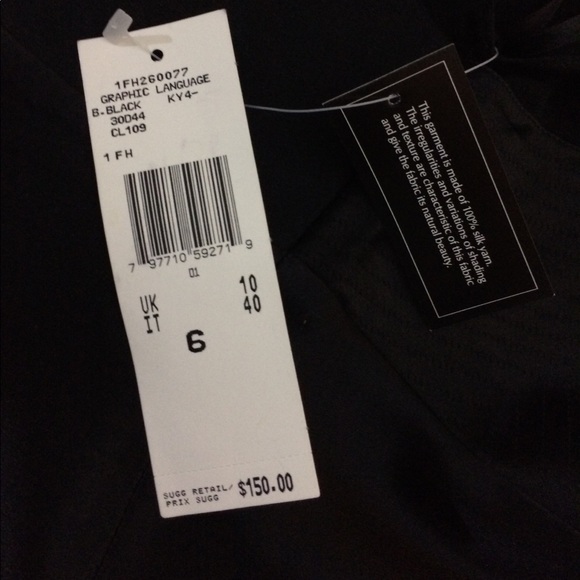 1FH260077
GRAPHIC LANGUAGE
B.BLACK KY4-
30D44
CL109
1 FH
7 97710 59271 9
01
UK 10
IT 40
6
SUGG RETAIL/
PRIX SUGG $150.00
This garment is made of 100% silk yarn.
The irregularities and variations of shading
and texture are characteristic of this fabric
and give the fabric its natural beauty.